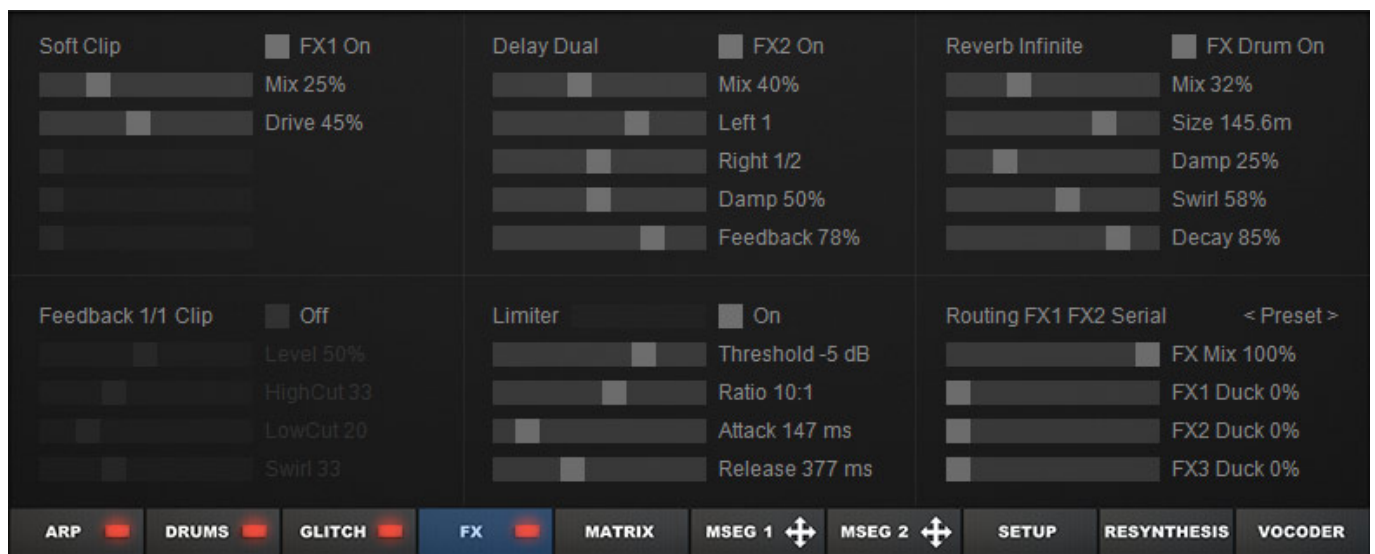 Soft Clip FX1 On
Mix 25%
Drive 45%
Delay Dual FX2 On
Mix 40%
Left 1
Right 1/2
Damp 50%
Feedback 78%
Reverb Infinite FX Drum On
Mix 32%
Size 145.6m
Damp 25%
Swirl 58%
Decay 85%
Feedback 1/1 Clip Off
Level 50%
HighCut 33
LowCut 20
Swirl 33
Limiter On
Threshold -5 dB
Ratio 10:1
Attack 147 ms
Release 377 ms
Routing FX1 FX2 Serial < Preset >
FX Mix 100%
FX1 Duck 0%
FX2 Duck 0%
FX3 Duck 0%
ARP DRUMS GLITCH FX MATRIX MSEG 1 MSEG 2 SETUP RESYNTHESIS VOCODER